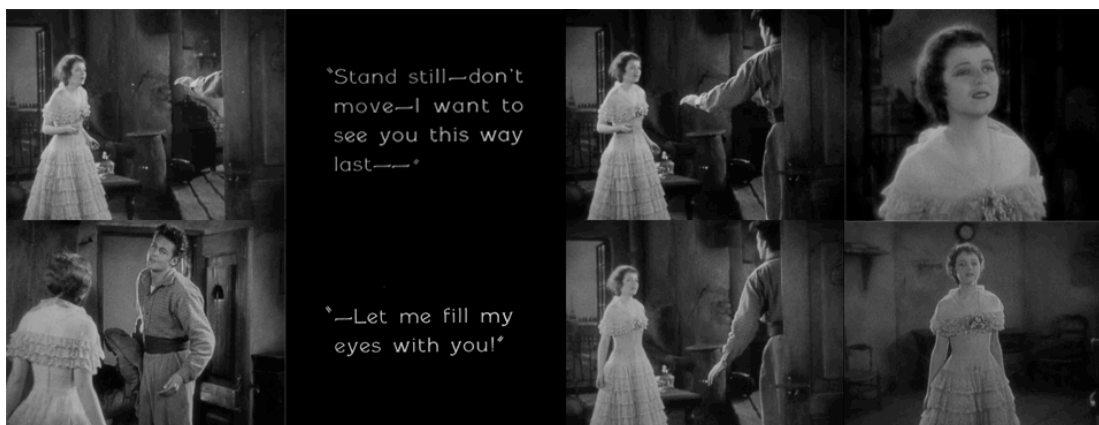 "Stand still—don't
move—I want to
see you this way
last——"
"—Let me fill my
eyes with you!"